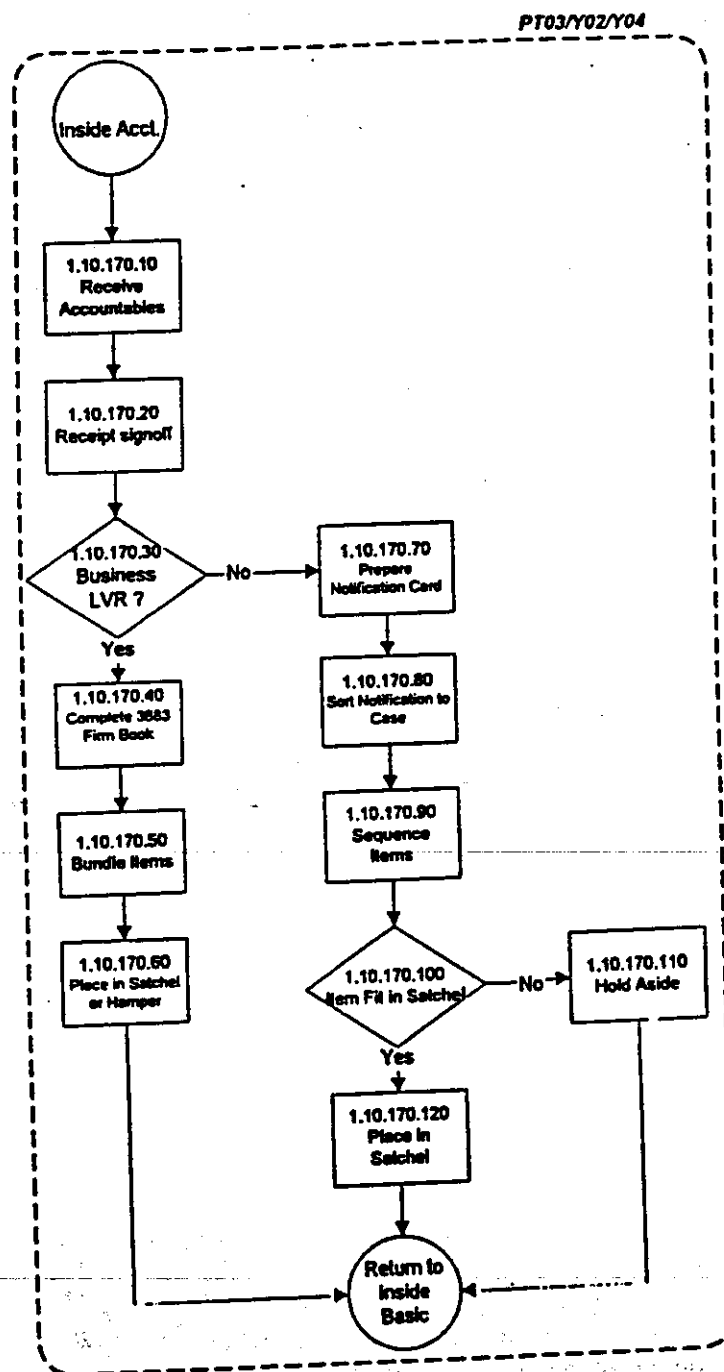 PT03/Y02/Y04
Inside Acct.
1.10.170.10
Receive
Accountables
1.10.170.20
Receipt signoff
1.10.170.30
Business
LVR ?
No
Yes
1.10.170.40
Complete 3883
Firm Book
1.10.170.50
Bundle Items
1.10.170.60
Place in Satchel
or Hamper
1.10.170.70
Prepare
Notification Card
1.10.170.80
Sort Notification to
Case
1.10.170.90
Sequence
Items
1.10.170.100
Item Fit in Satchel
No
Yes
1.10.170.110
Hold Aside
1.10.170.120
Place in
Satchel
Return to
Inside
Basic